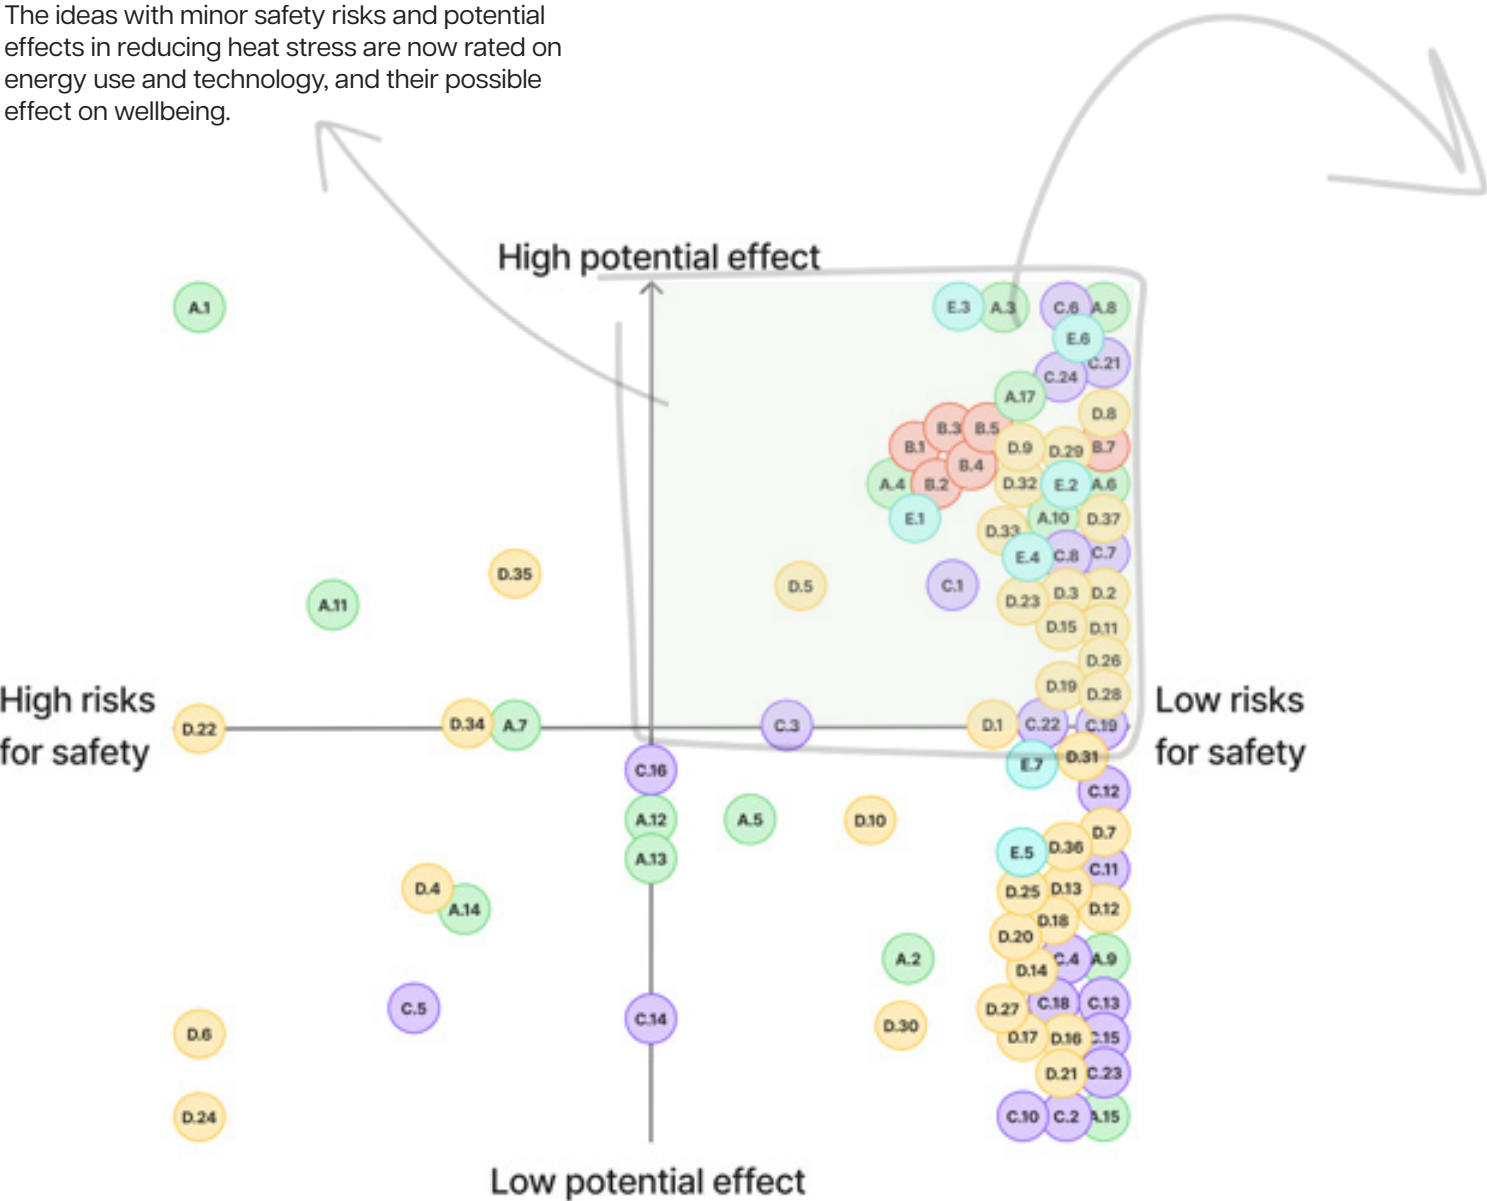 The ideas with minor safety risks and potential
effects in reducing heat stress are now rated on
energy use and technology, and their possible
effect on wellbeing.
High potential effect
A.1
E.3
A.3
C.6
A.8
E.6
C.21
C.24
A.17
D.8
B.3
B.5
B.1
D.9
D.29
B.7
B.4
A.4
B.2
D.32
E.2
A.6
E.1
A.10
D.37
D.33
E.4
C.8
C.7
D.35
D.5
C.1
A.11
D.23
D.3
D.2
D.15
D.11
D.26
D.19
D.28
High risks
for safety
D.22
D.34
A.7
C.3
D.1
C.22
C.19
Low risks
for safety
E.7
D.31
C.16
C.12
A.12
A.5
D.10
D.7
A.13
E.5
D.36
C.11
D.4
A.14
D.25
D.13
D.12
D.18
D.20
A.2
D.14
C.4
A.9
C.5
C.14
D.27
C.18
C.13
D.6
D.30
D.17
D.16
C.15
D.21
C.23
D.24
C.10
C.2
A.15
Low potential effect